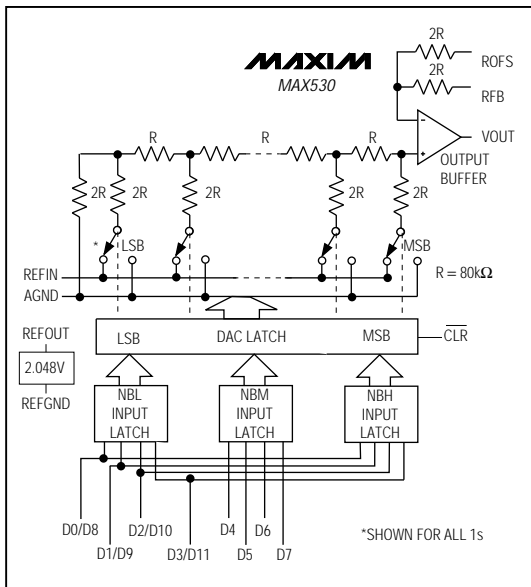 MAXIM
MAX530
2R
ROFS
2R
RFB
VOUT
OUTPUT
BUFFER
R R R
2R 2R 2R 2R 2R
* LSB MSB
REFIN
AGND
R = 80kΩ
REFOUT
2.048V
REFGND
LSB DAC LATCH MSB
CLR
NBL
INPUT
LATCH
NBM
INPUT
LATCH
NBH
INPUT
LATCH
D0/D8
D1/D9
D2/D10
D3/D11
D4
D5
D6
D7
*SHOWN FOR ALL 1s